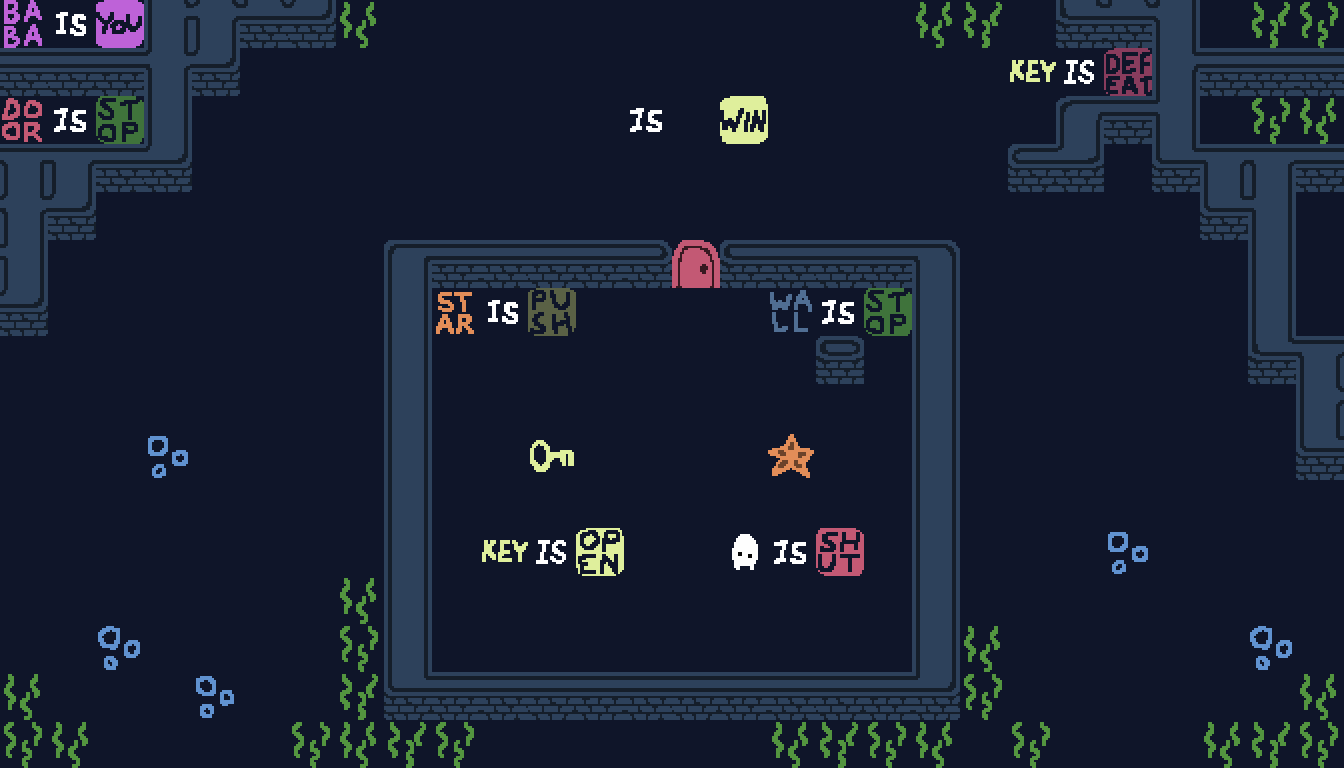 BABA IS YOU
KEY IS DEFEAT
DOOR IS STOP
IS WIN
STAR IS PUSH
WALL IS STOP
KEY IS OPEN
IS SHUT